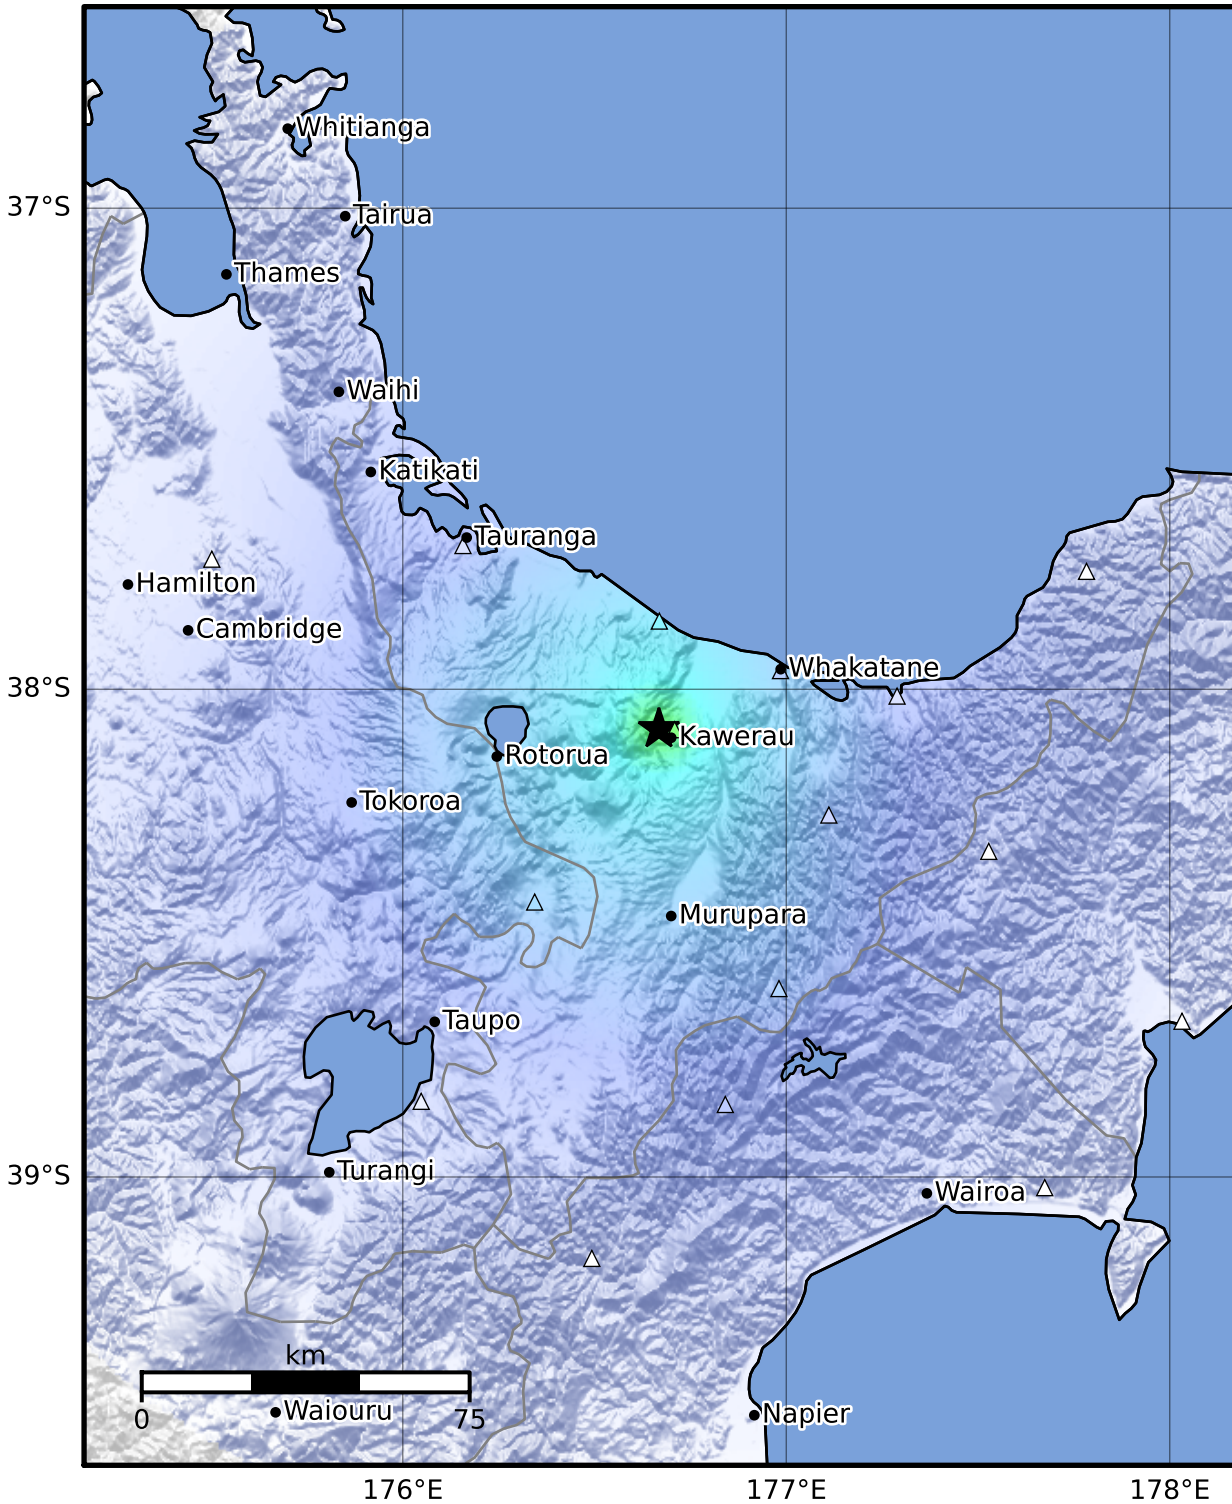 Whitianga
37°S
Tairua
Thames
Waihi
Katikati
Tauranga
Hamilton
Cambridge
Whakatane
38°S
Kawerau
Rotorua
Tokoroa
Murupara
Taupo
39°S
Turangi
Wairoa
km
0
75
Waiouru
Napier
176°E
177°E
178°E